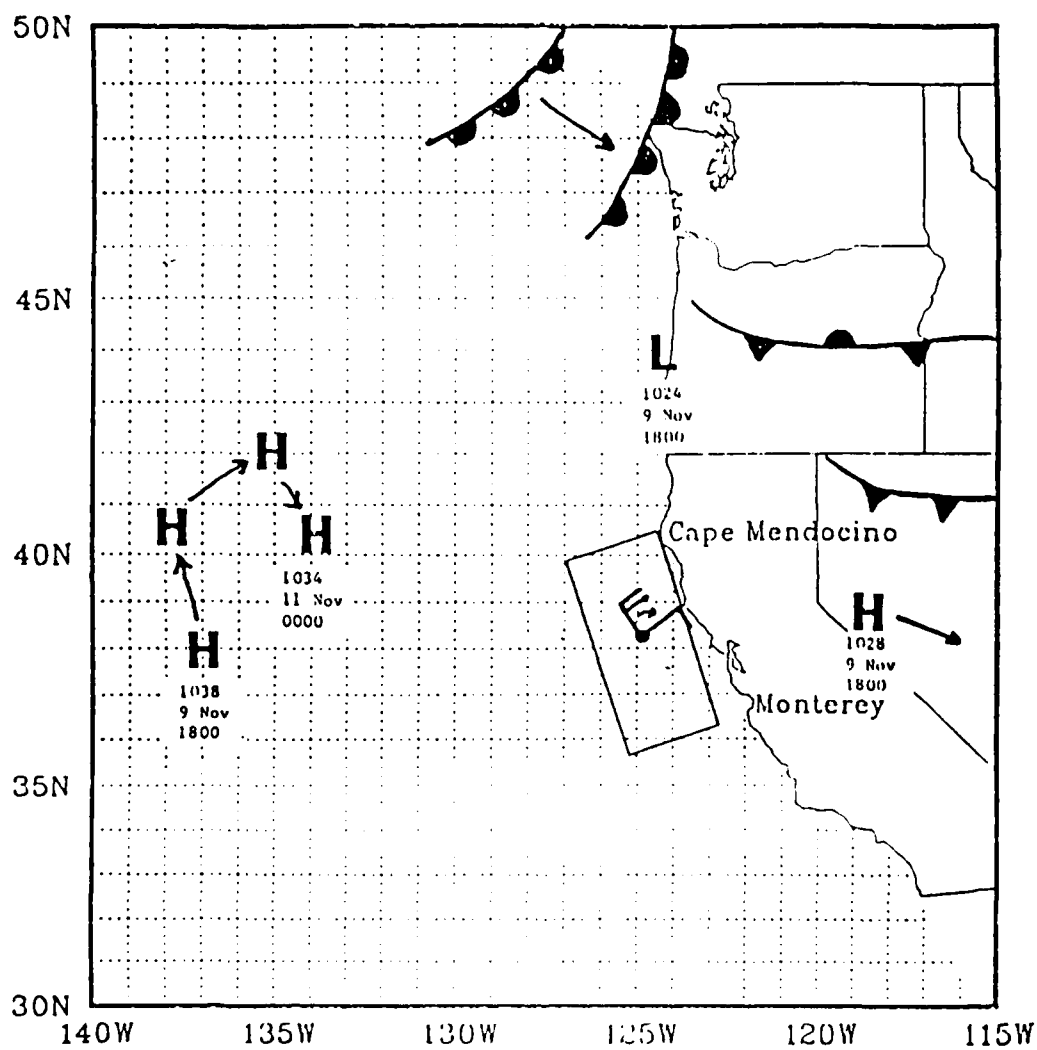 50N
45N
L
1024
9 Nov
1800
H
H
Cape Mendocino
40N
H
1034
11 Nov
0000
H
1028
9 Nov
1800
H
1038
9 Nov
1800
Monterey
35N
30N
140W
135W
130W
125W
120W
115W